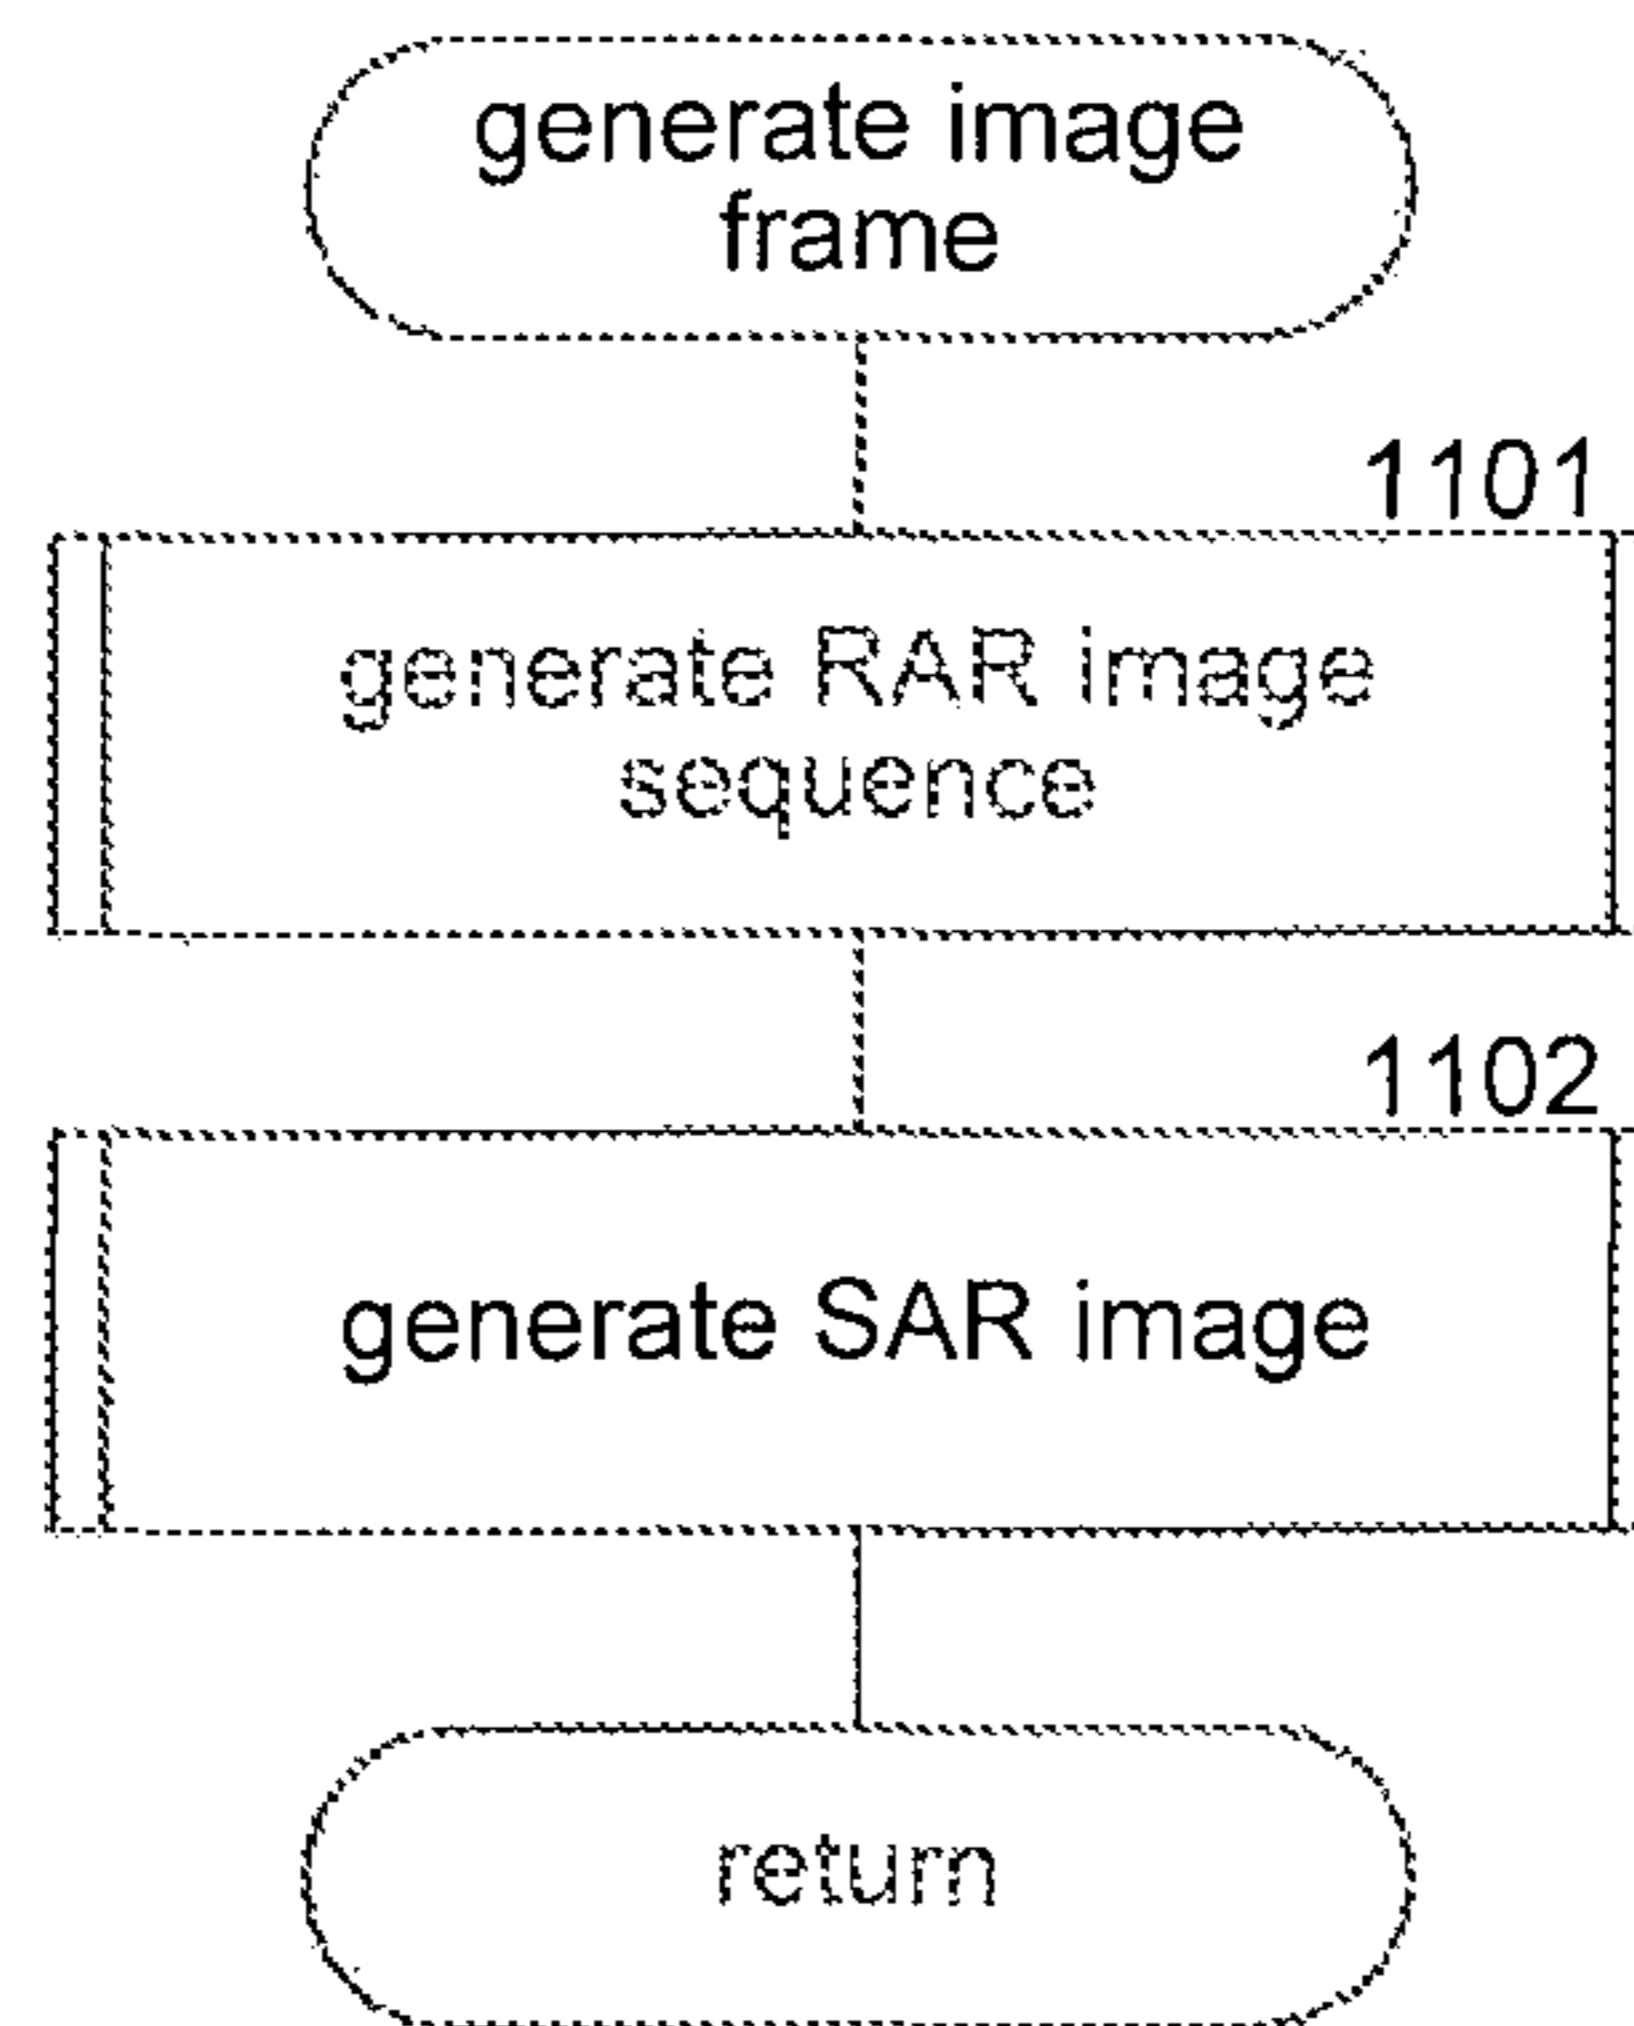 generate image
frame
1101
generate RAR image
sequence
1102
generate SAR image
return